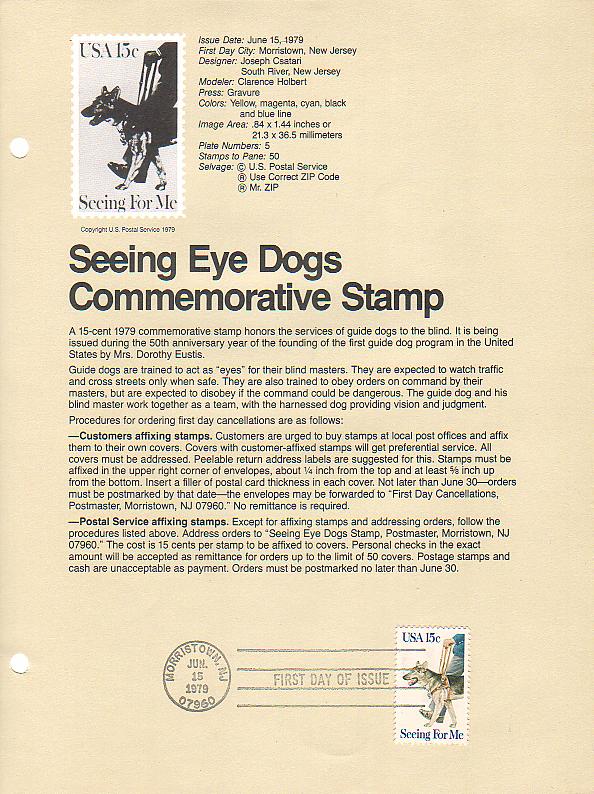 USA 15c
Seeing For Me
Copyright U.S. Postal Service 1979
Issue Date: June 15, 1979
First Day City: Morristown, New Jersey
Designer: Joseph Csatari
South River, New Jersey
Modeler: Clarence Holbert
Press: Gravure
Colors: Yellow, magenta, cyan, black
and blue line
Image Area: .84 x 1.44 inches or
21.3 x 36.5 millimeters
Plate Numbers: 5
Stamps to Pane: 50
Selvage: © U.S. Postal Service
® Use Correct ZIP Code
® Mr. ZIP
Seeing Eye Dogs
Commemorative Stamp
A 15-cent 1979 commemorative stamp honors the services of guide dogs to the blind. It is being
issued during the 50th anniversary year of the founding of the first guide dog program in the United
States by Mrs. Dorothy Eustis.
Guide dogs are trained to act as “eyes” for their blind masters. They are expected to watch traffic
and cross streets only when safe. They are also trained to obey orders on command by their
masters, but are expected to disobey if the command could be dangerous. The guide dog and his
blind master work together as a team, with the harnessed dog providing vision and judgment.
Procedures for ordering first day cancellations are as follows:
—Customers affixing stamps. Customers are urged to buy stamps at local post offices and affix
them to their own covers. Covers with customer-affixed stamps will get preferential service. All
covers must be addressed. Peelable return address labels are suggested for this. Stamps must be
affixed in the upper right corner of envelopes, about ¼ inch from the top and at least ⅝ inch up
from the bottom. Insert a filler of postal card thickness in each cover. Not later than June 30—orders
must be postmarked by that date—the envelopes may be forwarded to “First Day Cancellations,
Postmaster, Morristown, NJ 07960.” No remittance is required.
—Postal Service affixing stamps. Except for affixing stamps and addressing orders, follow the
procedures listed above. Address orders to “Seeing Eye Dogs Stamp, Postmaster, Morristown, NJ
07960.” The cost is 15 cents per stamp to be affixed to covers. Personal checks in the exact
amount will be accepted as remittance for orders up to the limit of 50 covers. Postage stamps and
cash are unacceptable as payment. Orders must be postmarked no later than June 30.
MORRISTOWN, NJ
JUN.
15
1979
07960
FIRST DAY OF ISSUE
USA 15c
Seeing For Me